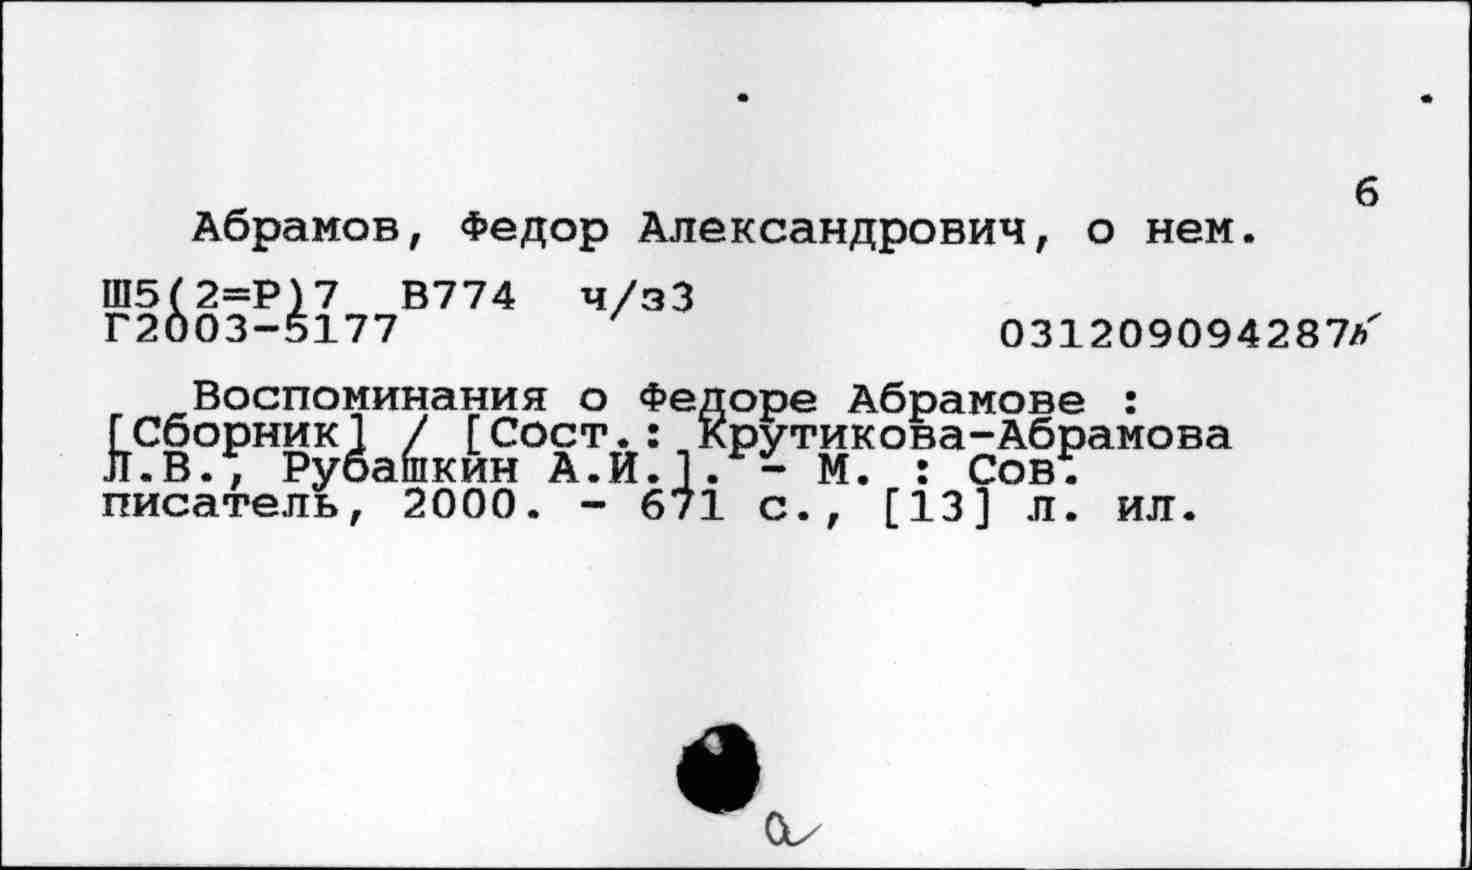 6
Абрамов, Федор Александрович, о нем.
Ш5(2=Р)7 В774 ч/з3
Г2003-5177 031209094287
Воспоминания о Федоре Абрамове :
[Сборник] / [Сост.: Крутикова-Абрамова
Л.В., Рубашкин А.И.]. - М. : Сов.
писатель, 2000. - 671 с., [13] л. ил.
а